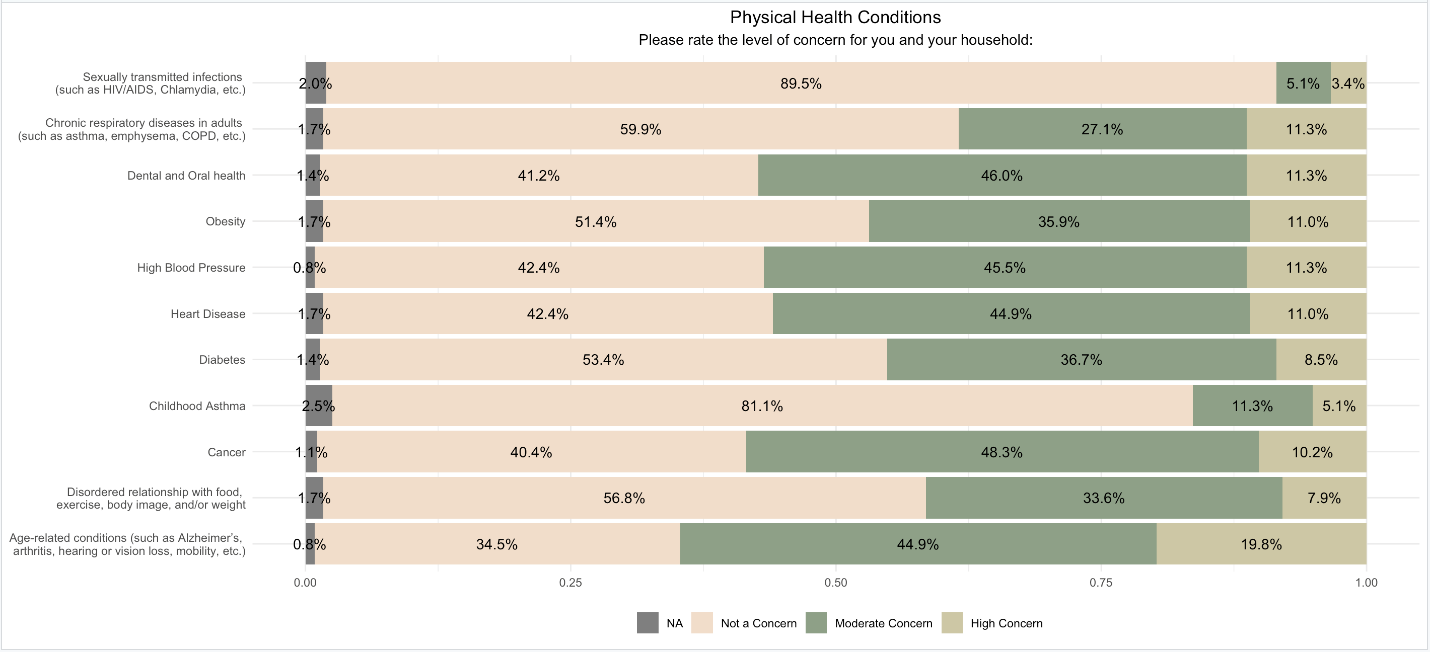 Physical Health Conditions
Please rate the level of concern for you and your household:
Sexually transmitted infections
(such as HIV/AIDS, Chlamydia, etc.)
2.0% 89.5% 5.1% 3.4%
Chronic respiratory diseases in adults
(such as asthma, emphysema, COPD, etc.)
1.7% 59.9% 27.1% 11.3%
Dental and Oral health
1.4% 41.2% 46.0% 11.3%
Obesity
1.7% 51.4% 35.9% 11.0%
High Blood Pressure
0.8% 42.4% 45.5% 11.3%
Heart Disease
1.7% 42.4% 44.9% 11.0%
Diabetes
1.4% 53.4% 36.7% 8.5%
Childhood Asthma
2.5% 81.1% 11.3% 5.1%
Cancer
1.1% 40.4% 48.3% 10.2%
Disordered relationship with food,
exercise, body image, and/or weight
1.7% 56.8% 33.6% 7.9%
Age-related conditions (such as Alzheimer's,
arthritis, hearing or vision loss, mobility, etc.)
0.8% 34.5% 44.9% 19.8%
0.00 0.25 0.50 0.75 1.00
NA Not a Concern Moderate Concern High Concern